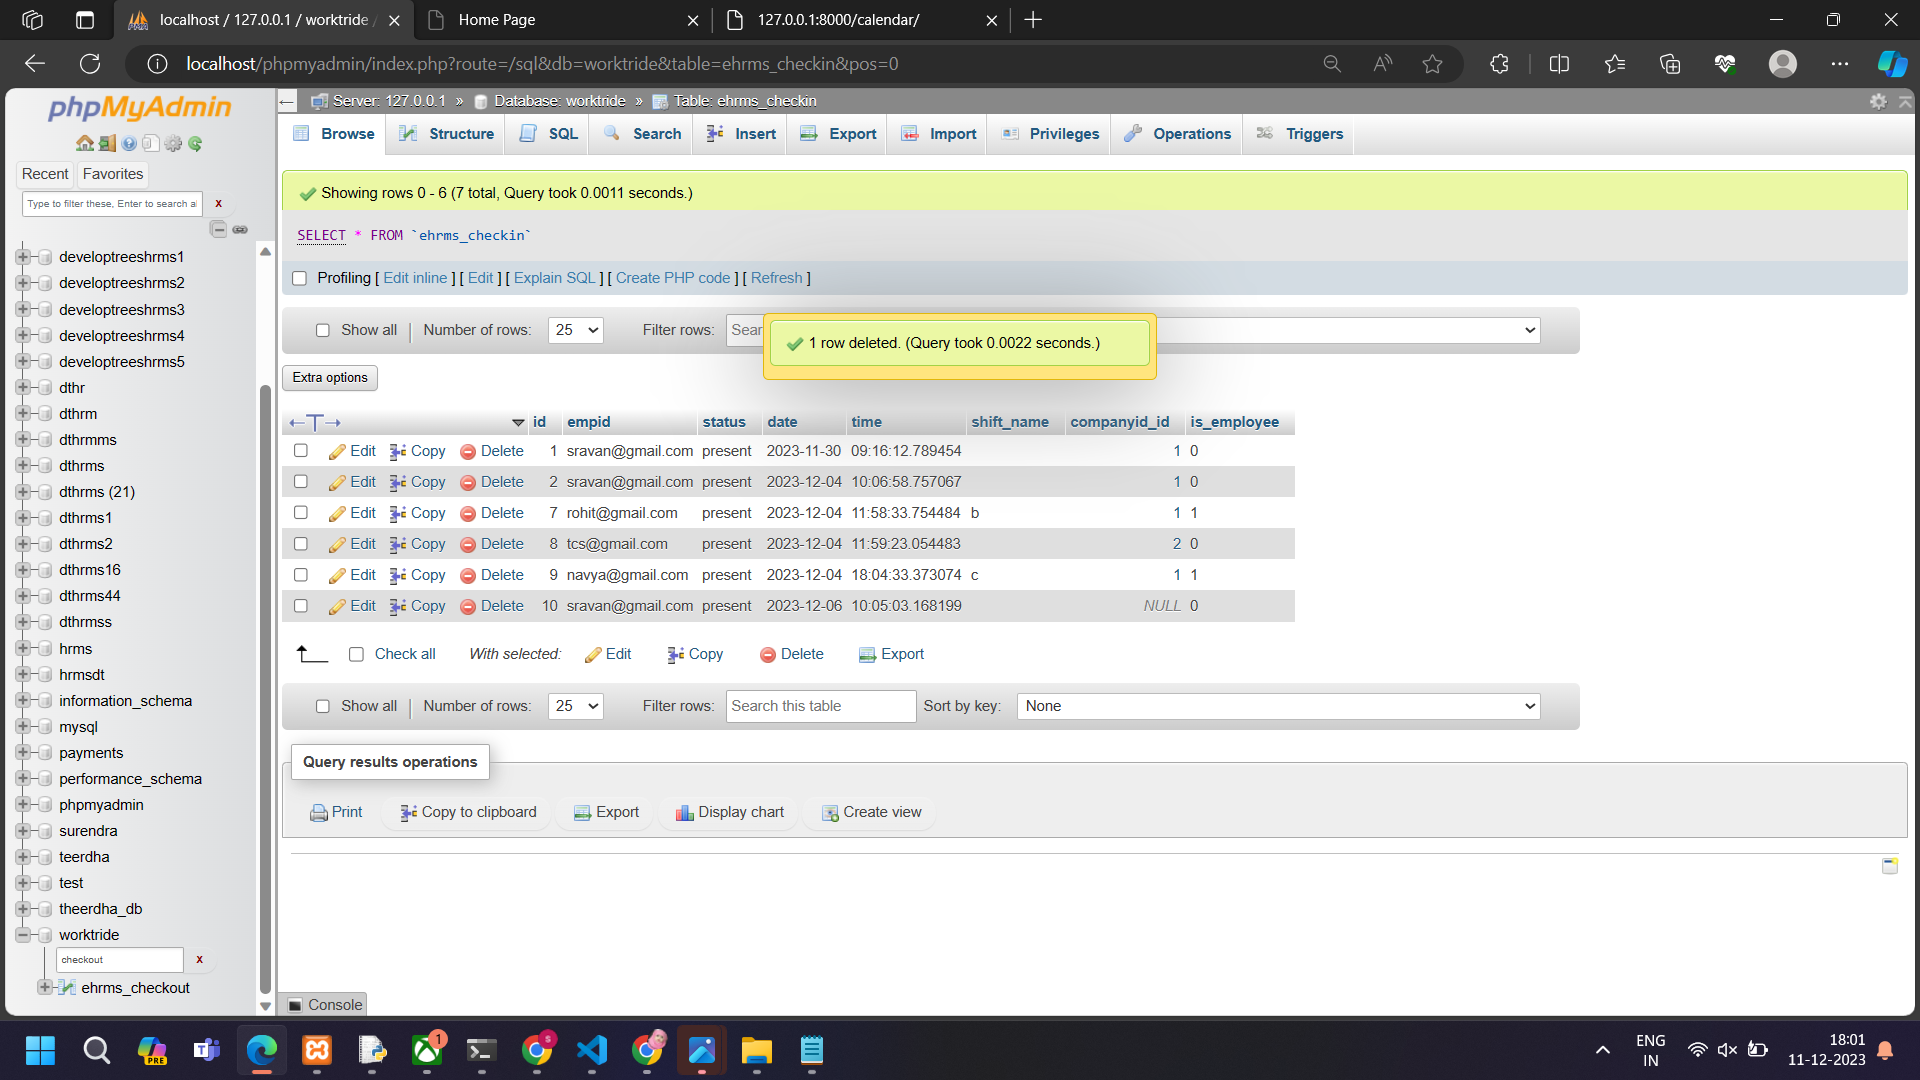 localhost / 127.0.0.1 / worktride /
Home Page
127.0.0.1:8000/calendar/
localhost/phpmyadmin/index.php?route=/sql&db=worktride&table=ehrms_checkin&pos=0
phpMyAdmin
Recent Favorites
Type to filter these, Enter to search al X
developtreeshrms1
developtreeshrms2
developtreeshrms3
developtreeshrms4
developtreeshrms5
dthr
dthrm
dthrmms
dthrms
dthrms (21)
dthrms1
dthrms2
dthrms16
dthrms44
dthrmss
hrms
hrmsdt
information_schema
mysql
payments
performance_schema
phpmyadmin
surendra
teerdha
test
theerdha_db
worktride
checkout X
ehrms_checkout
Server: 127.0.0.1 » Database: worktride » Table: ehrms_checkin
Browse Structure SQL Search Insert Export Import Privileges Operations Triggers
Showing rows 0 - 6 (7 total, Query took 0.0011 seconds.)
SELECT * FROM `ehrms_checkin`
Profiling [ Edit inline ] [ Edit ] [ Explain SQL ] [ Create PHP code ] [ Refresh ]
Show all | Number of rows: 25 Filter rows: Sear
1 row deleted. (Query took 0.0022 seconds.)
Extra options
←T→ id empid status date time shift_name companyid_id is_employee
Edit Copy Delete 1 sravan@gmail.com present 2023-11-30 09:16:12.789454 1 0
Edit Copy Delete 2 sravan@gmail.com present 2023-12-04 10:06:58.757067 1 0
Edit Copy Delete 7 rohit@gmail.com present 2023-12-04 11:58:33.754484 b 1 1
Edit Copy Delete 8 tcs@gmail.com present 2023-12-04 11:59:23.054483 2 0
Edit Copy Delete 9 navya@gmail.com present 2023-12-04 18:04:33.373074 c 1 1
Edit Copy Delete 10 sravan@gmail.com present 2023-12-06 10:05:03.168199 NULL 0
Check all With selected: Edit Copy Delete Export
Show all | Number of rows: 25 Filter rows: Search this table Sort by key: None
Query results operations
Print Copy to clipboard Export Display chart Create view
Console
PRE
1
S
ENG
IN
18:01
11-12-2023